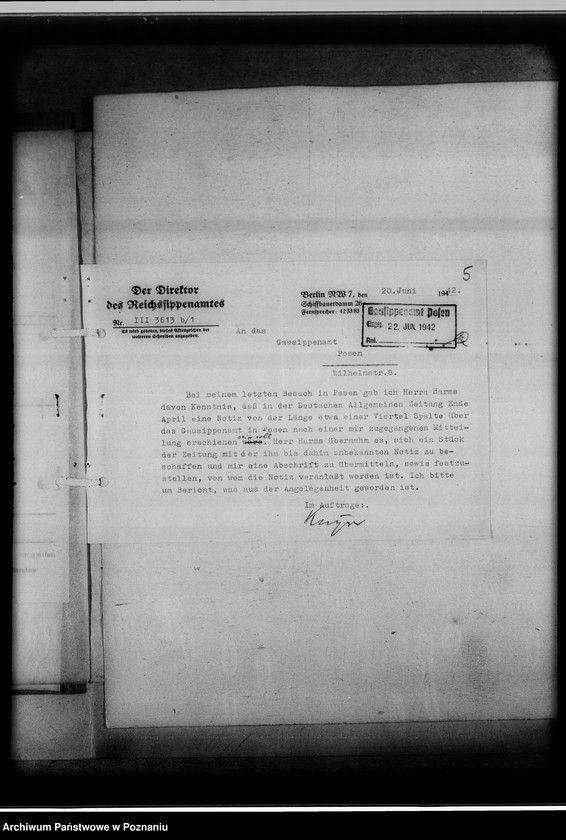 5
Der Direktor
des Reichssippenamtes
Nr. III 3613 b/1
Es wird gebeten, dieses Aktenzeichen bei
weiteren Schreiben anzugeben.
Berlin NW 7, den 20.Juni 1942.
Schiffbauerdamm 26
Fernsprecher: 423383
Gausippenamt Posen
Eing. 22. JUN. 1942
Anl.
An das
Gausippenamt
Posen
Wilhelmstr.5.
Bei meinen letzten Besuch in Posen gab ich Herrn Harms
davon Kenntnis, daß in der Deutschen Allgemeinen Zeitung Ende
April eine Notiz von der Länge etwa einer Viertel Spalte über
das Gausippenamt in Posen nach einer mir zugegangenen Mittei-
lung erschienen sein soll. Herr Harms übernahm es, sich ein Stück
der Zeitung mit der ihm bis dahin unbekannten Notiz zu be-
schaffen und mir eine Abschrift zu übermitteln, sowie festzu-
stellen, von wem die Notiz veranlaßt worden ist. Ich bitte
um Bericht, was aus der Angelegenheit geworden ist.
Im Auftrage:.
Archiwum Państwowe w Poznaniu